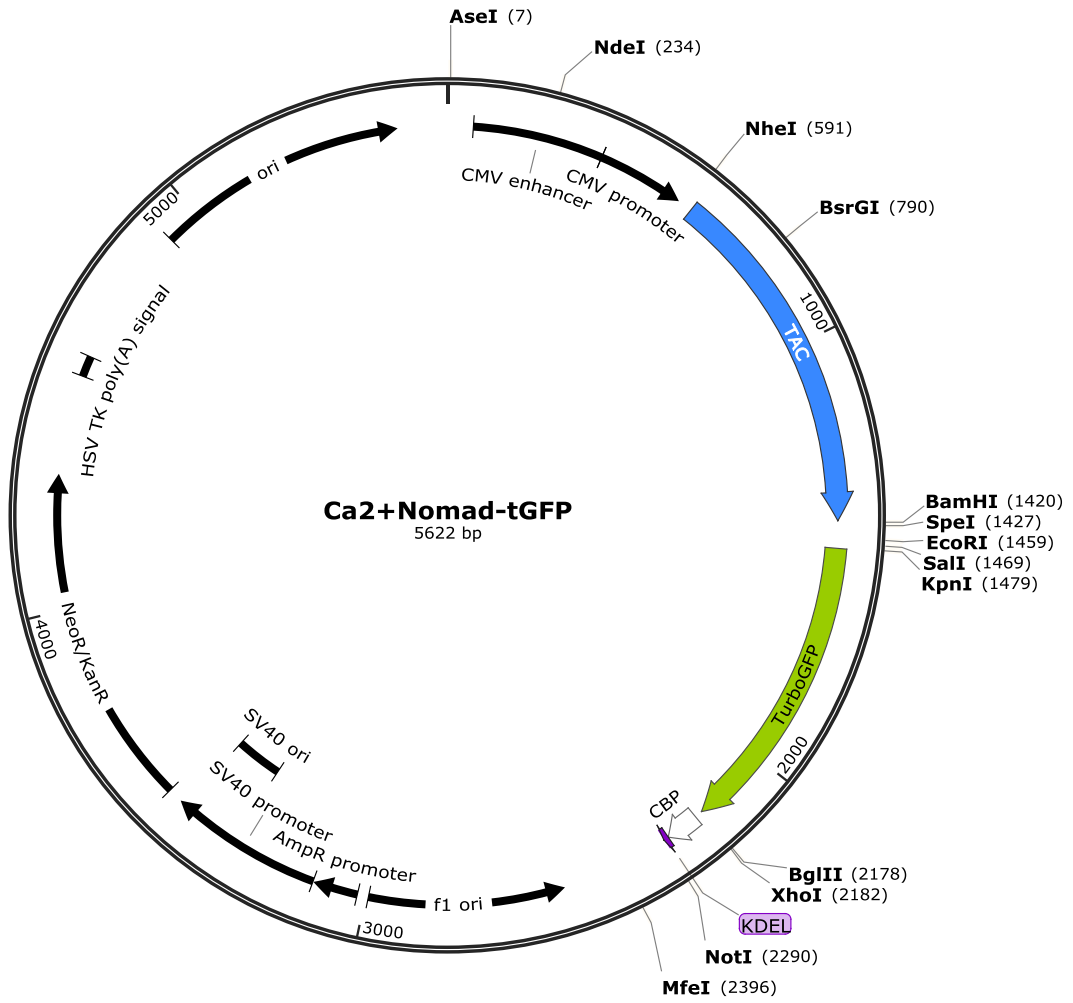 AseI (7)
NdeI (234)
NheI (591)
BsrGI (790)
ori
CMV enhancer
CMV promoter
5000
1000
TAC
HSV TK poly(A) signal
Ca2+Nomad-tGFP
5622 bp
BamHI (1420)
SpeI (1427)
EcoRI (1459)
SalI (1469)
KpnI (1479)
4000
NeoR/KanR
TurboGFP
2000
SV40 ori
SV40 promoter
AmpR promoter
CBP
BglII (2178)
XhoI (2182)
f1 ori
3000
KDEL
NotI (2290)
MfeI (2396)